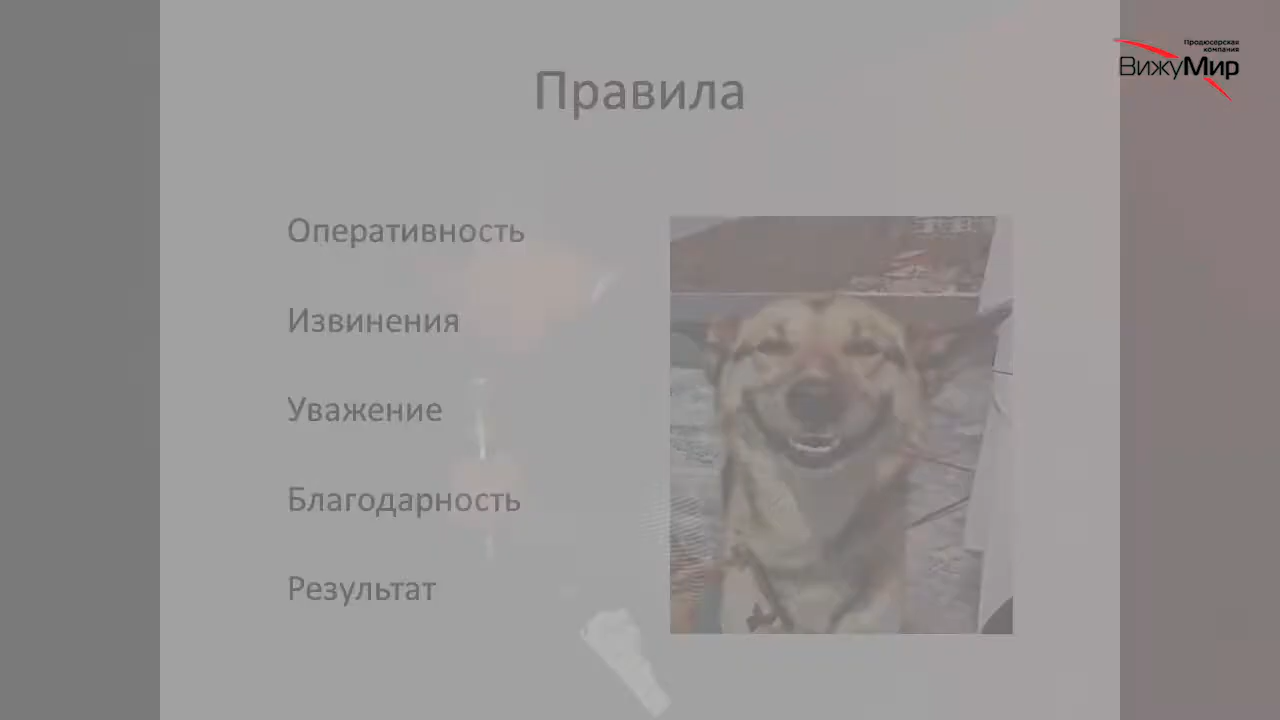 Продюсерская
компания
ВижуМир
Правила
Оперативность
Извинения
Уважение
Благодарность
Результат